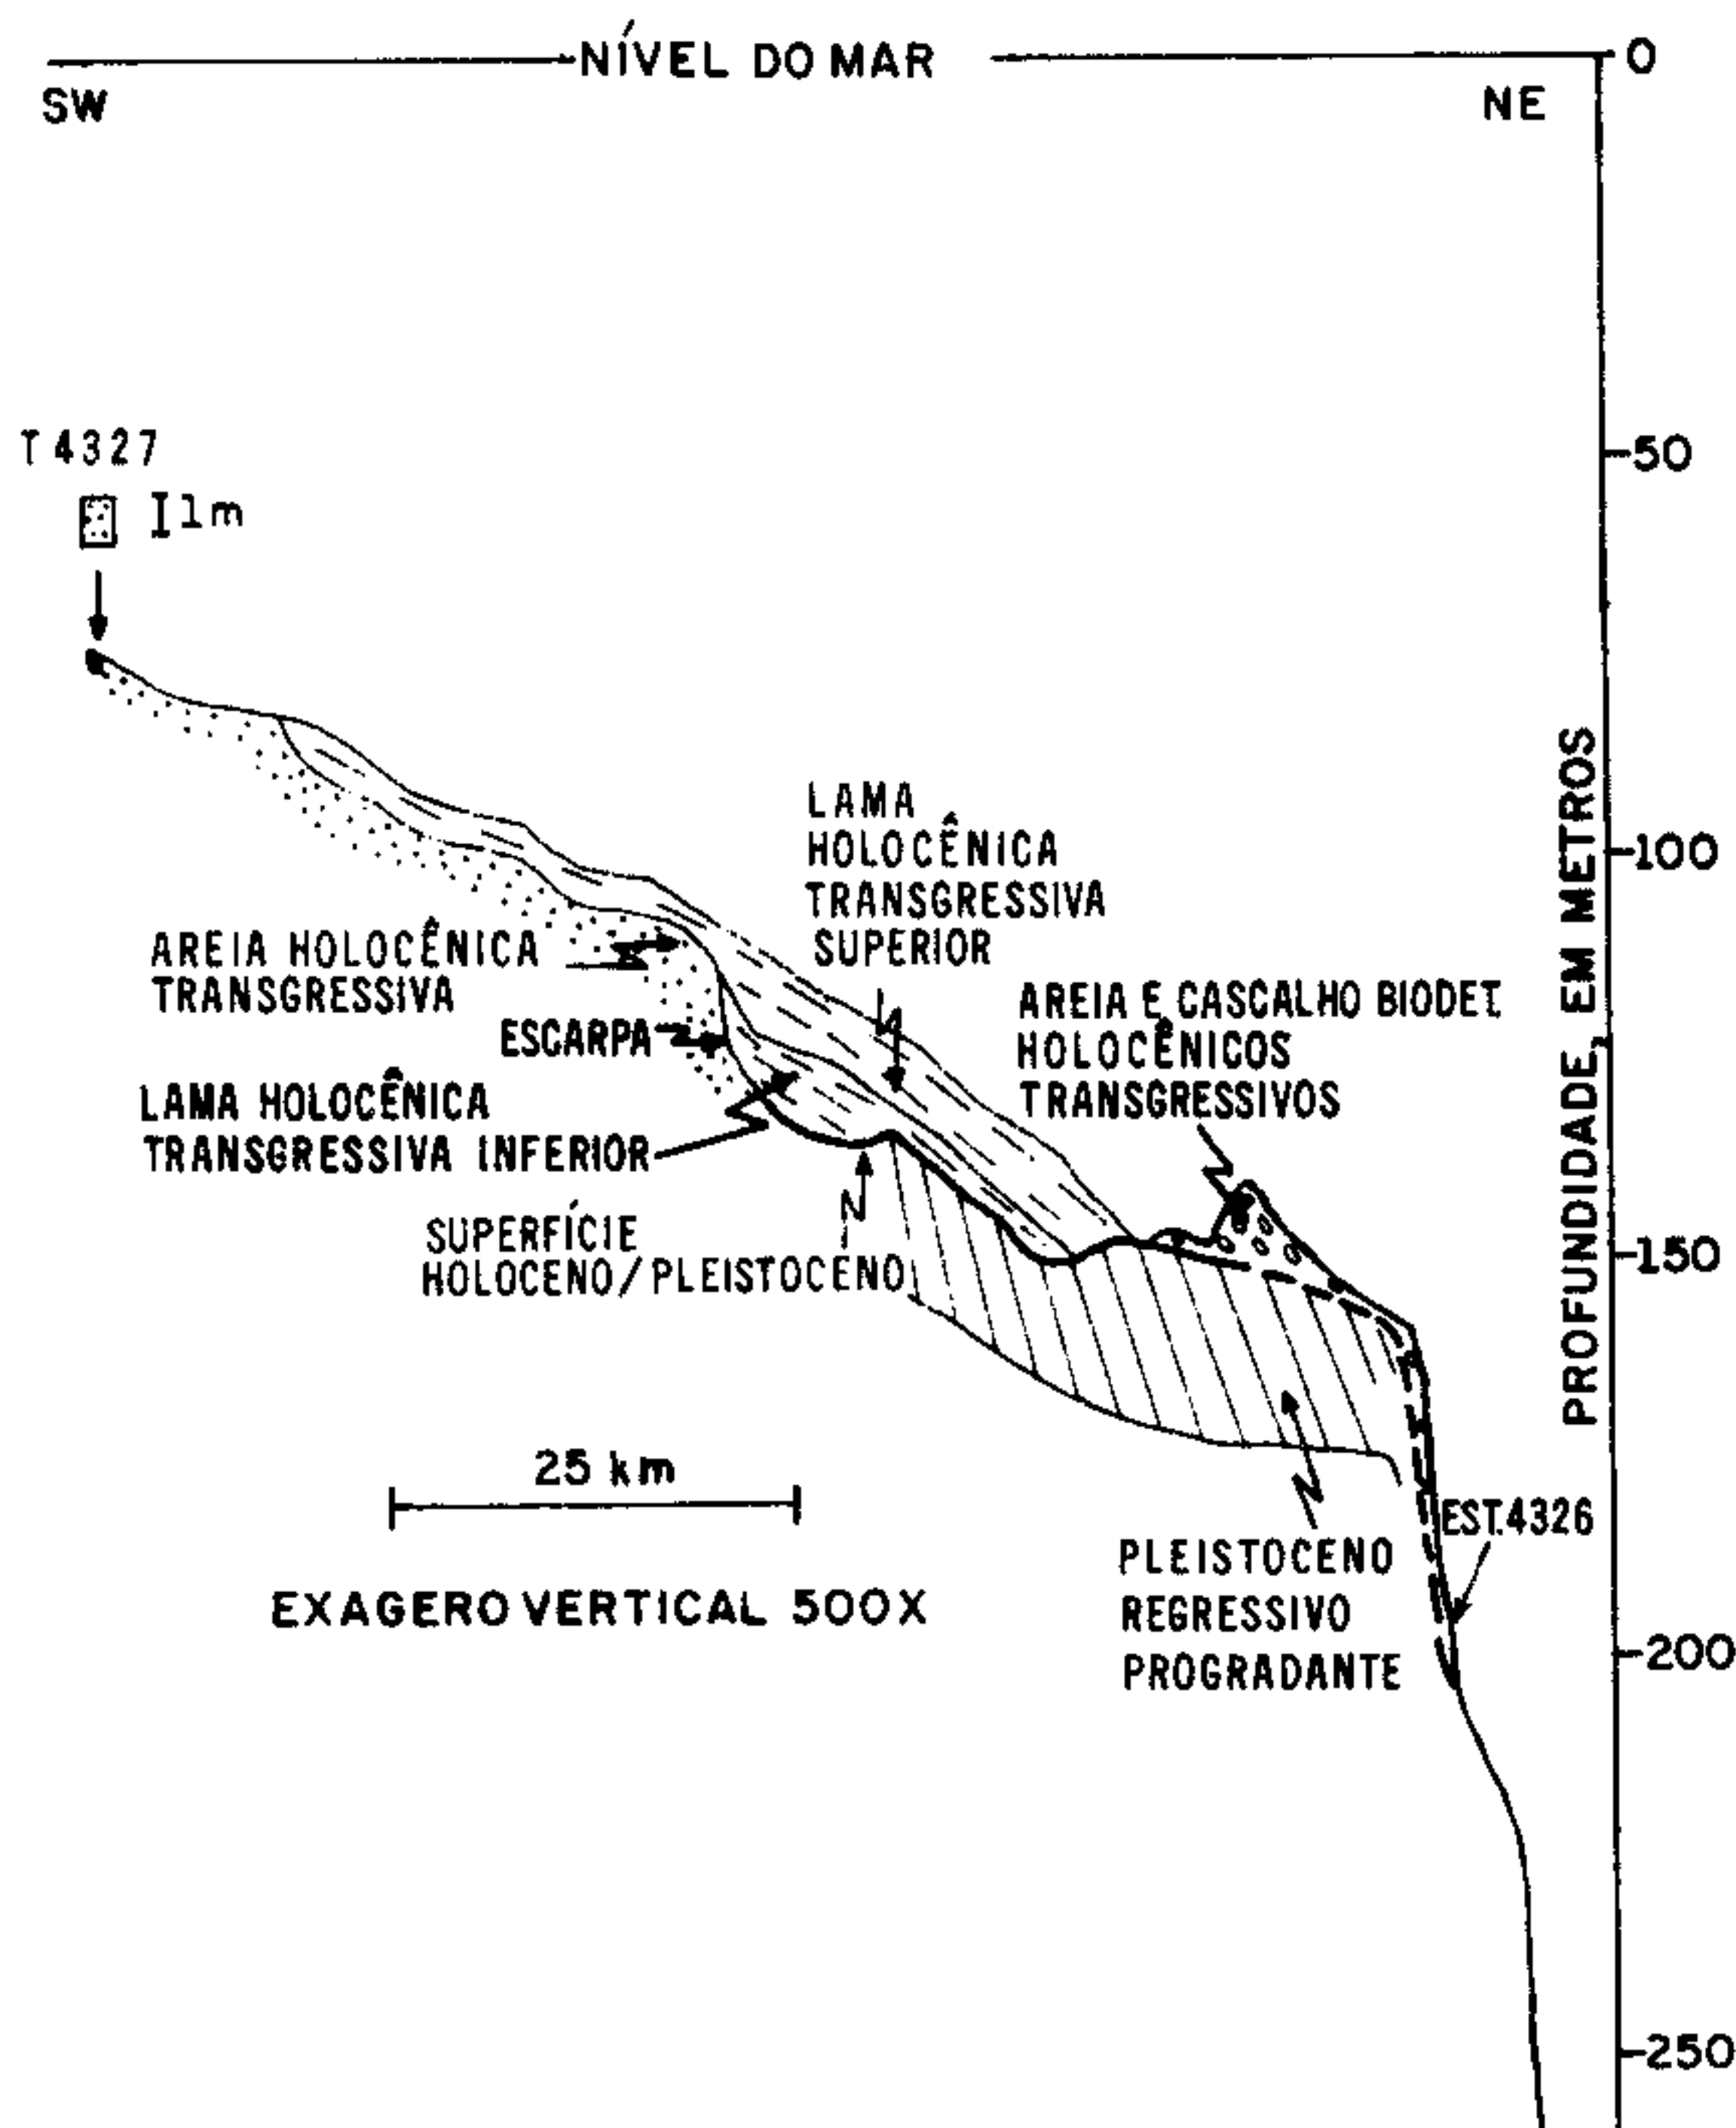 NÍVEL DO MAR
0
SW
NE
T 4327
1m
50
100
LAMA
HOLOCÊNICA
TRANSGRESSIVA
SUPERIOR
AREIA HOLOCÊNICA
TRANSGRESSIVA
ESCARPA
AREIA E CASCALHO BIODET
HOLOCÊNICOS
TRANSGRESSIVOS
LAMA HOLOCÊNICA
TRANSGRESSIVA INFERIOR
SUPERFÍCIE
HOLOCENO/PLEISTOCENO
150
PROFUNDIDADE, EM METROS
25 km
EXAGERO VERTICAL 500X
EST.4326
PLEISTOCENO
REGRESSIVO
PROGRADANTE
200
250